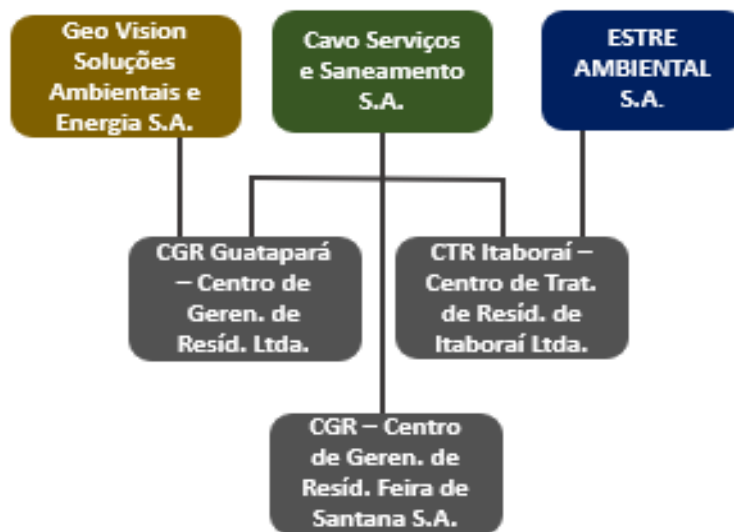 Geo Vision
Soluções
Ambientais e
Energia S.A.
Cavo Serviços
e Saneamento
S.A.
ESTRE
AMBIENTAL
S.A.
CGR Guatapará
– Centro de
Geren. de
Resíd. Ltda.
CTR Itaboraí –
Centro de Trat.
de Resíd. de
Itaboraí Ltda.
CGR – Centro
de Geren. de
Resíd. Feira de
Santana S.A.